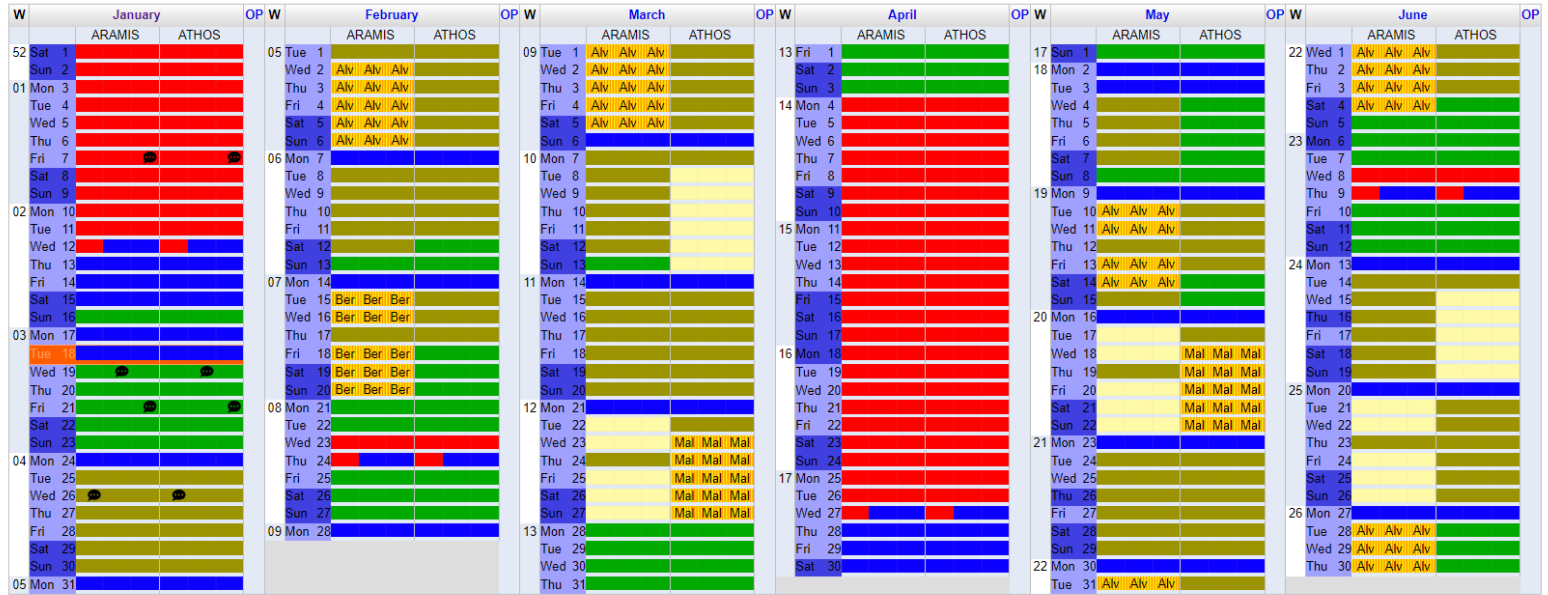 W January OP W February OP W March OP W April OP W May OP W June OP
ARAMIS ATHOS ARAMIS ATHOS ARAMIS ATHOS ARAMIS ATHOS ARAMIS ATHOS ARAMIS ATHOS
52 Sat 1 05 Tue 1 09 Tue 1 Alv Alv Alv 13 Fri 1 17 Sun 1 22 Wed 1 Alv Alv Alv
Sun 2 Wed 2 Alv Alv Alv Wed 2 Alv Alv Alv Sat 2 18 Mon 2 Thu 2 Alv Alv Alv
01 Mon 3 Thu 3 Alv Alv Alv Thu 3 Alv Alv Alv Sun 3 Tue 3 Fri 3 Alv Alv Alv
Tue 4 Fri 4 Alv Alv Alv Fri 4 Alv Alv Alv 14 Mon 4 Wed 4 Sat 4 Alv Alv Alv
Wed 5 Sat 5 Alv Alv Alv Sat 5 Alv Alv Alv Tue 5 Thu 5 Sun 5
Thu 6 Sun 6 Alv Alv Alv Sun 6 Wed 6 Fri 6 23 Mon 6
Fri 7 06 Mon 7 10 Mon 7 Thu 7 Sat 7 Tue 7
Sat 8 Tue 8 Tue 8 Fri 8 Sun 8 Wed 8
Sun 9 Wed 9 Wed 9 Sat 9 19 Mon 9 Thu 9
02 Mon 10 Thu 10 Thu 10 Sun 10 Tue 10 Alv Alv Alv Fri 10
Tue 11 Fri 11 Fri 11 15 Mon 11 Wed 11 Alv Alv Alv Sat 11
Wed 12 Sat 12 Sat 12 Tue 12 Thu 12 Sun 12
Thu 13 Sun 13 Sun 13 Wed 13 Fri 13 Alv Alv Alv 24 Mon 13
Fri 14 07 Mon 14 11 Mon 14 Thu 14 Sat 14 Alv Alv Alv Tue 14
Sat 15 Tue 15 Ber Ber Ber Tue 15 Fri 15 Sun 15 Wed 15
Sun 16 Wed 16 Ber Ber Ber Wed 16 Sat 16 20 Mon 16 Thu 16
03 Mon 17 Thu 17 Thu 17 Sun 17 Tue 17 Fri 17
Tue 18 Fri 18 Ber Ber Ber Fri 18 16 Mon 18 Wed 18 Mal Mal Mal Sat 18
Wed 19 Sat 19 Ber Ber Ber Sat 19 Tue 19 Thu 19 Mal Mal Mal Sun 19
Thu 20 Sun 20 Ber Ber Ber Sun 20 Wed 20 Fri 20 Mal Mal Mal 25 Mon 20
Fri 21 08 Mon 21 12 Mon 21 Thu 21 Sat 21 Mal Mal Mal Tue 21
Sat 22 Tue 22 Tue 22 Fri 22 Sun 22 Mal Mal Mal Wed 22
Sun 23 Wed 23 Wed 23 Mal Mal Mal Sat 23 21 Mon 23 Thu 23
04 Mon 24 Thu 24 Thu 24 Mal Mal Mal Sun 24 Tue 24 Fri 24
Tue 25 Fri 25 Fri 25 Mal Mal Mal 17 Mon 25 Wed 25 Sat 25
Wed 26 Sat 26 Sat 26 Mal Mal Mal Tue 26 Thu 26 Sun 26
Thu 27 Sun 27 Sun 27 Mal Mal Mal Wed 27 Fri 27 26 Mon 27
Fri 28 09 Mon 28 13 Mon 28 Thu 28 Sat 28 Tue 28 Alv Alv Alv
Sat 29 Tue 29 Fri 29 Sun 29 Wed 29 Alv Alv Alv
Sun 30 Wed 30 Sat 30 22 Mon 30 Thu 30 Alv Alv Alv
05 Mon 31 Thu 31 Tue 31 Alv Alv Alv